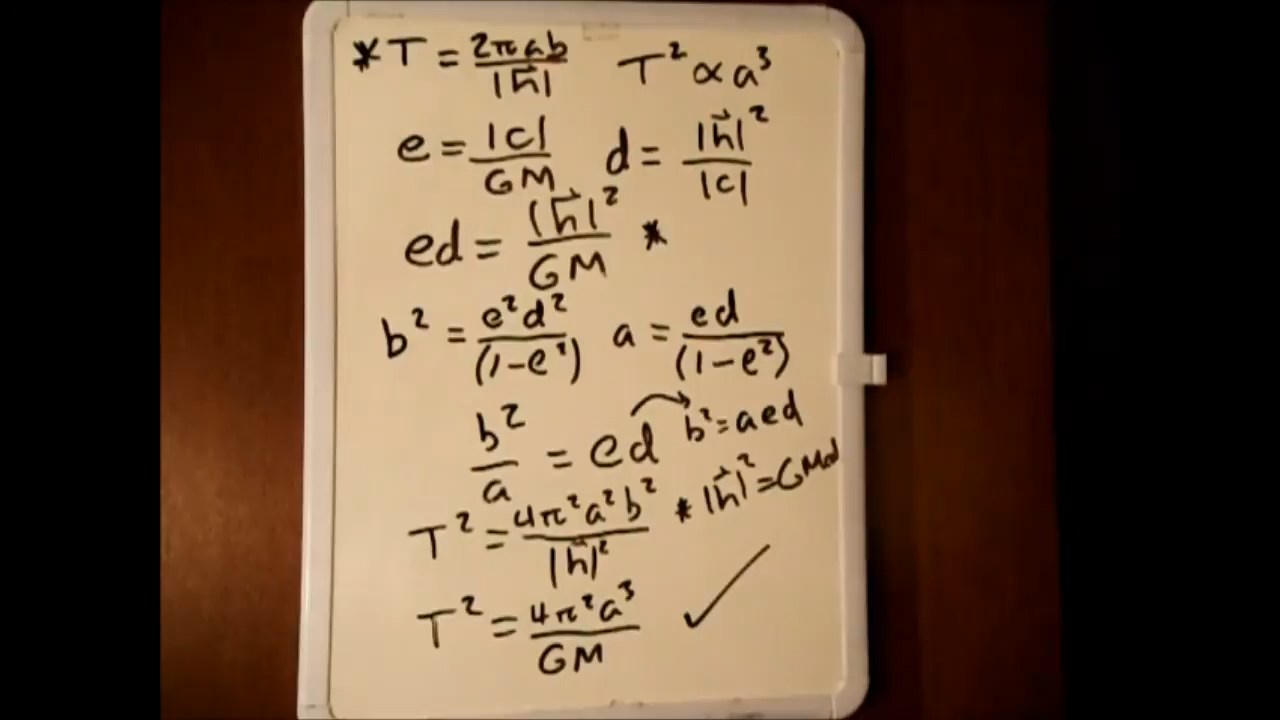 *T = 2πab/|h⃗| T² ∝ a³
e = |c|/GM d = |h⃗|²/|c|
ed = |h⃗|²/GM *
b² = e²d²/(1-e²) a = ed/(1-e²)
b²/a = ed → b² = aed
T² = 4π²a²b²/|h⃗|² * |h⃗|² =
T² = 4π²a³/GM ✓